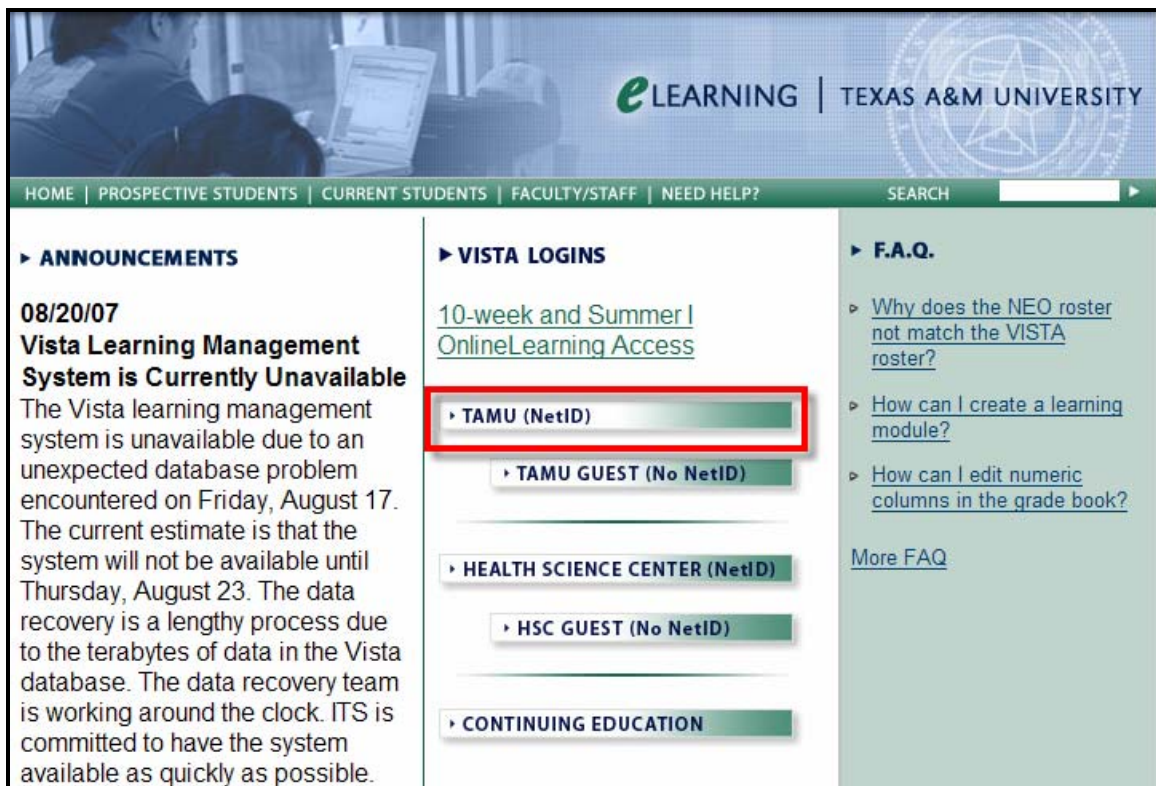 eLEARNING | TEXAS A&M UNIVERSITY
HOME | PROSPECTIVE STUDENTS | CURRENT STUDENTS | FACULTY/STAFF | NEED HELP? SEARCH
ANNOUNCEMENTS
08/20/07
Vista Learning Management
System is Currently Unavailable
The Vista learning management
system is unavailable due to an
unexpected database problem
encountered on Friday, August 17.
The current estimate is that the
system will not be available until
Thursday, August 23. The data
recovery is a lengthy process due
to the terabytes of data in the Vista
database. The data recovery team
is working around the clock. ITS is
committed to have the system
available as quickly as possible.
VISTA LOGINS
10-week and Summer I
OnlineLearning Access
TAMU (NetID)
TAMU GUEST (No NetID)
HEALTH SCIENCE CENTER (NetID)
HSC GUEST (No NetID)
CONTINUING EDUCATION
F.A.Q.
Why does the NEO roster
not match the VISTA
roster?
How can I create a learning
module?
How can I edit numeric
columns in the grade book?
More FAQ